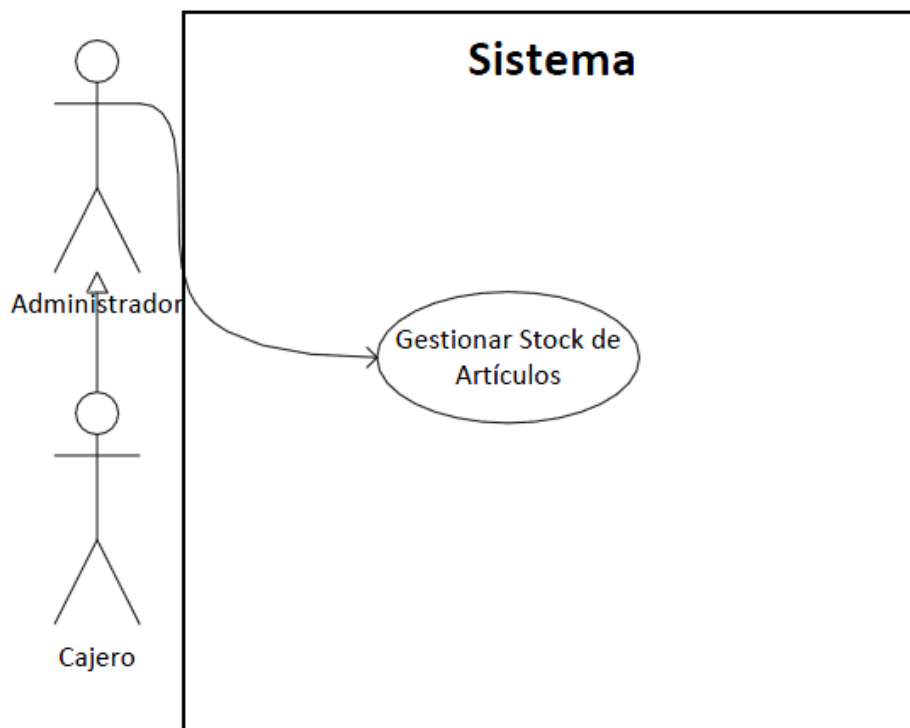 Sistema
Administrador
Gestionar Stock de
Artículos
Cajero